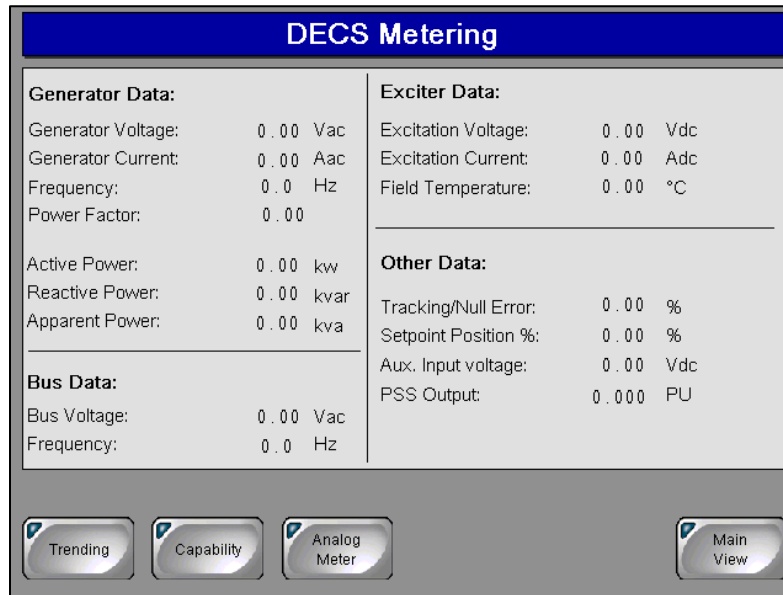 DECS Metering
Generator Data:
Generator Voltage: 0.00 Vac
Generator Current: 0.00 Aac
Frequency: 0.0 Hz
Power Factor: 0.00
Active Power: 0.00 kw
Reactive Power: 0.00 kvar
Apparent Power: 0.00 kva
Bus Data:
Bus Voltage: 0.00 Vac
Frequency: 0.0 Hz
Exciter Data:
Excitation Voltage: 0.00 Vdc
Excitation Current: 0.00 Adc
Field Temperature: 0.00 °C
Other Data:
Tracking/Null Error: 0.00 %
Setpoint Position %: 0.00 %
Aux. Input voltage: 0.00 Vdc
PSS Output: 0.000 PU
Trending
Capability
Analog
Meter
Main
View